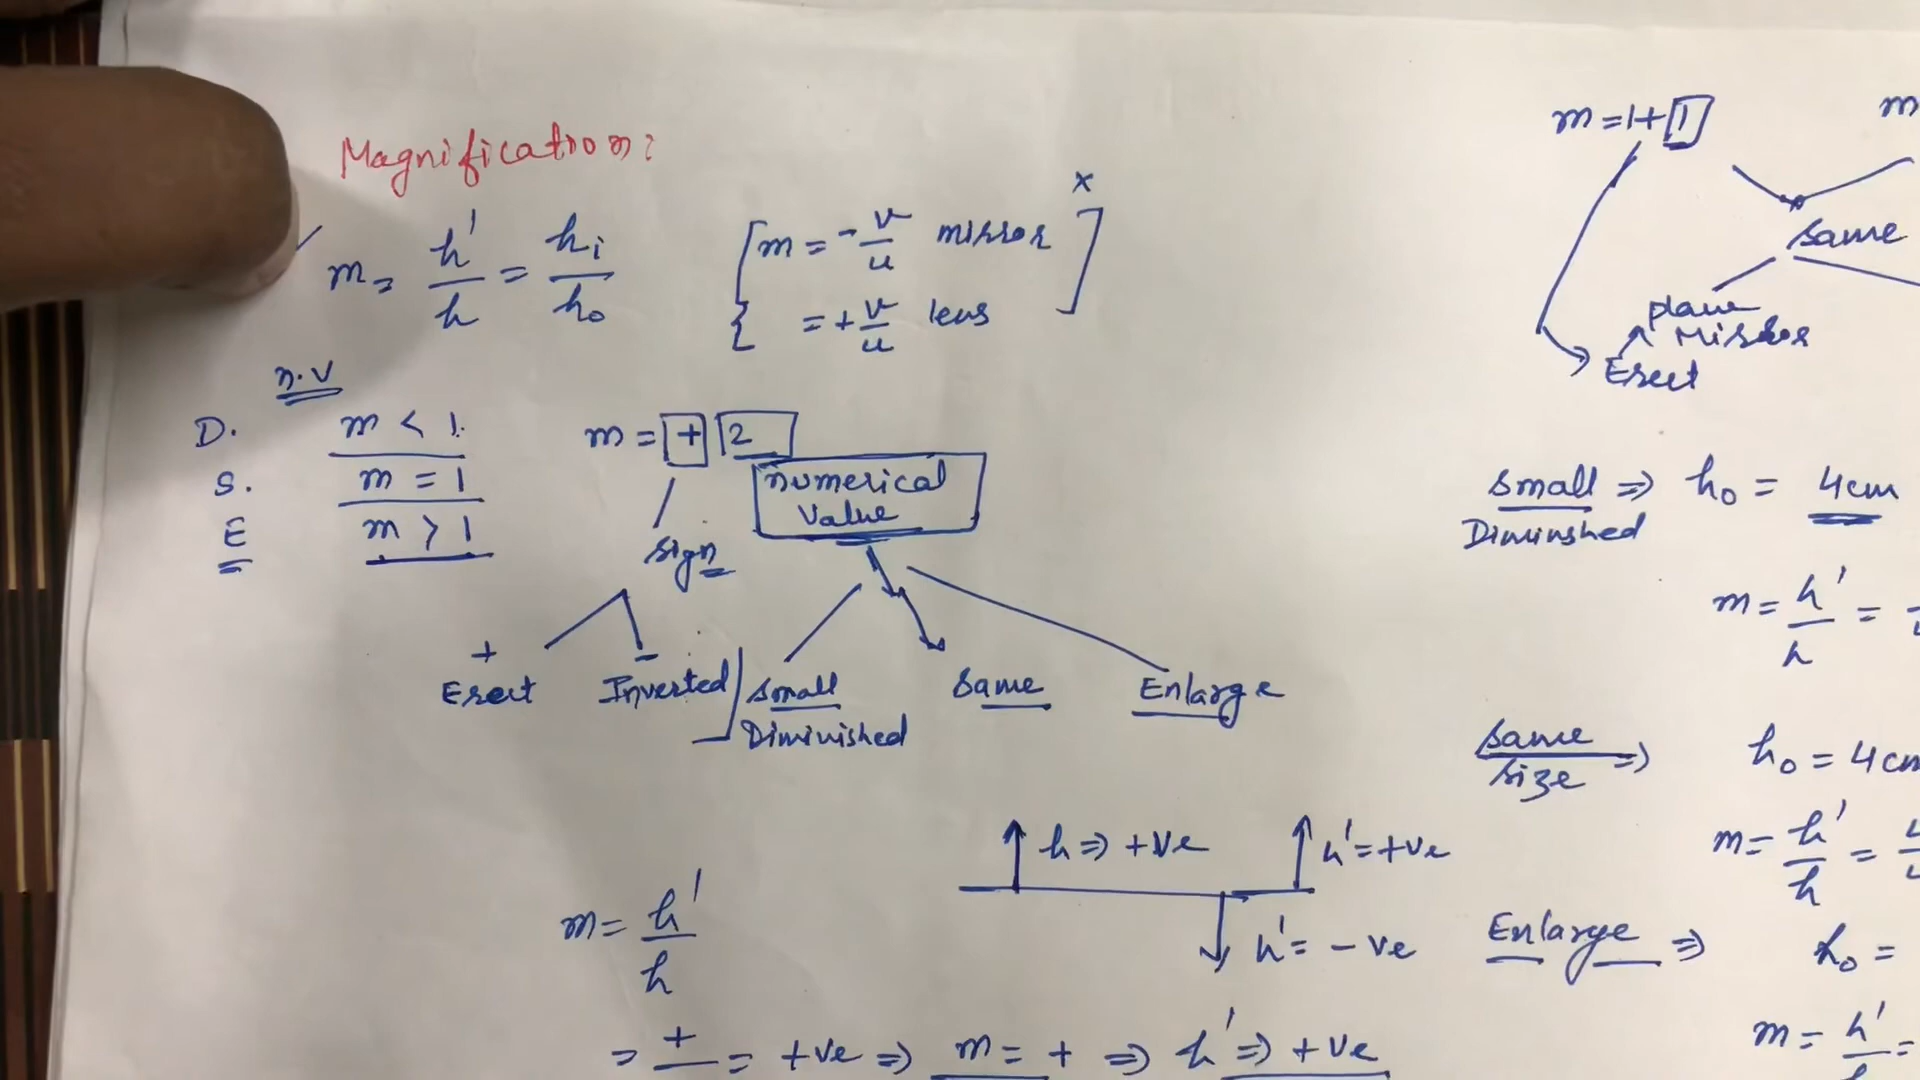 Magnification:
m = h'/h = hi/ho
[m = -v/u mirror ] x
{ = +v/u lens
n.v
D. m < 1
S. m = 1
E m > 1
m = + 2
numerical
Value
sign
+ -
Erect Inverted
Small Same Enlarge
Diminished
h => +ve h' = +ve
h' = -ve
m = h'/h
= +/ = +ve => m = + => h' => +ve
m = 1+ 1 m
Same
plane
Mirror
Erect
Small => ho = 4cm
Diminshed
m = h'/h =
Same
Size => ho = 4cm
m = h'/h = 4
Enlarge => ho =
m = h' =